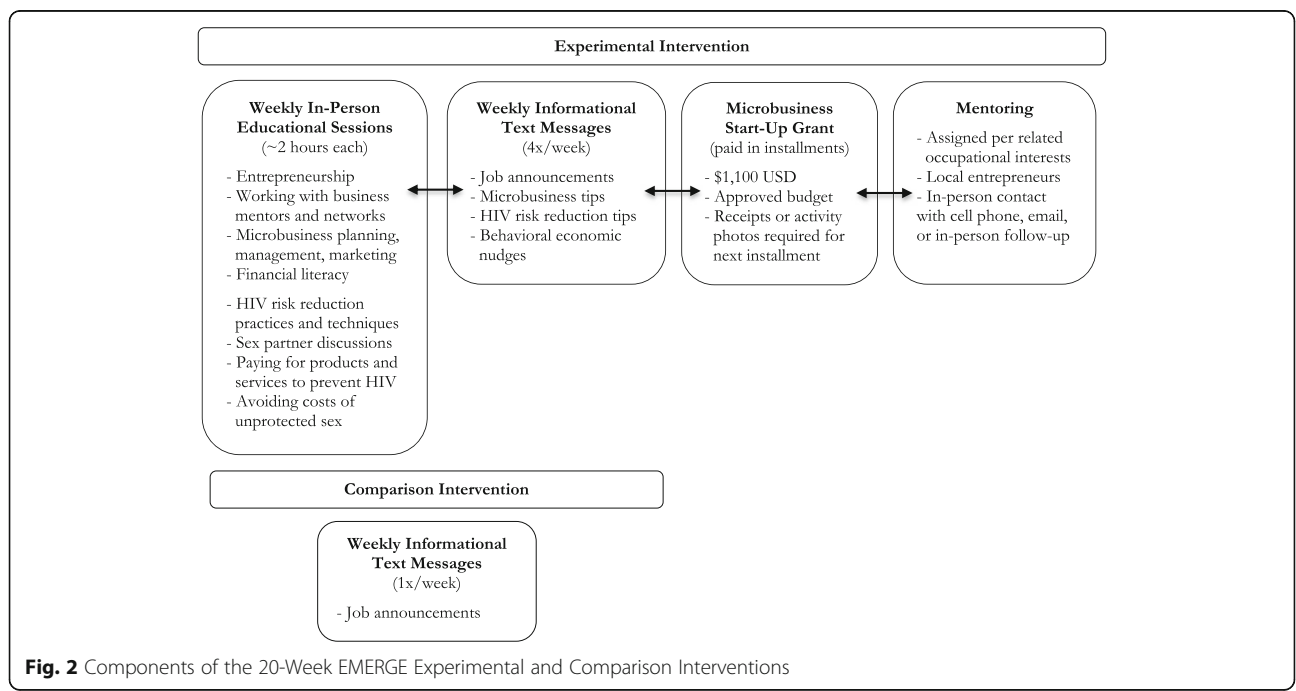 Experimental Intervention
Weekly In-Person
Educational Sessions
(~2 hours each)
- Entrepreneurship
- Working with business
mentors and networks
- Microbusiness planning,
management, marketing
- Financial literacy
- HIV risk reduction
practices and techniques
- Sex partner discussions
- Paying for products and
services to prevent HIV
- Avoiding costs of
unprotected sex
Weekly Informational
Text Messages
(4x/week)
- Job announcements
- Microbusiness tips
- HIV risk reduction tips
- Behavioral economic
nudges
Microbusiness
Start-Up Grant
(paid in installments)
- $1,100 USD
- Approved budget
- Receipts or activity
photos required for
next installment
Mentoring
- Assigned per related
occupational interests
- Local entrepreneurs
- In-person contact
with cell phone, email,
or in-person follow-up
Comparison Intervention
Weekly Informational
Text Messages
(1x/week)
- Job announcements
Fig. 2 Components of the 20-Week EMERGE Experimental and Comparison Interventions